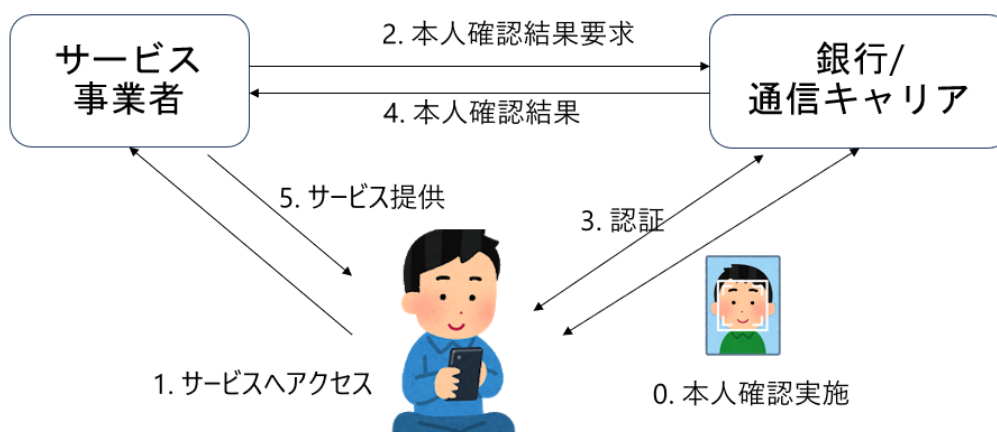 サービス
事業者
2. 本人確認結果要求
銀行/
通信キャリア
4. 本人確認結果
5. サービス提供
3. 認証
1. サービスへアクセス
0. 本人確認実施